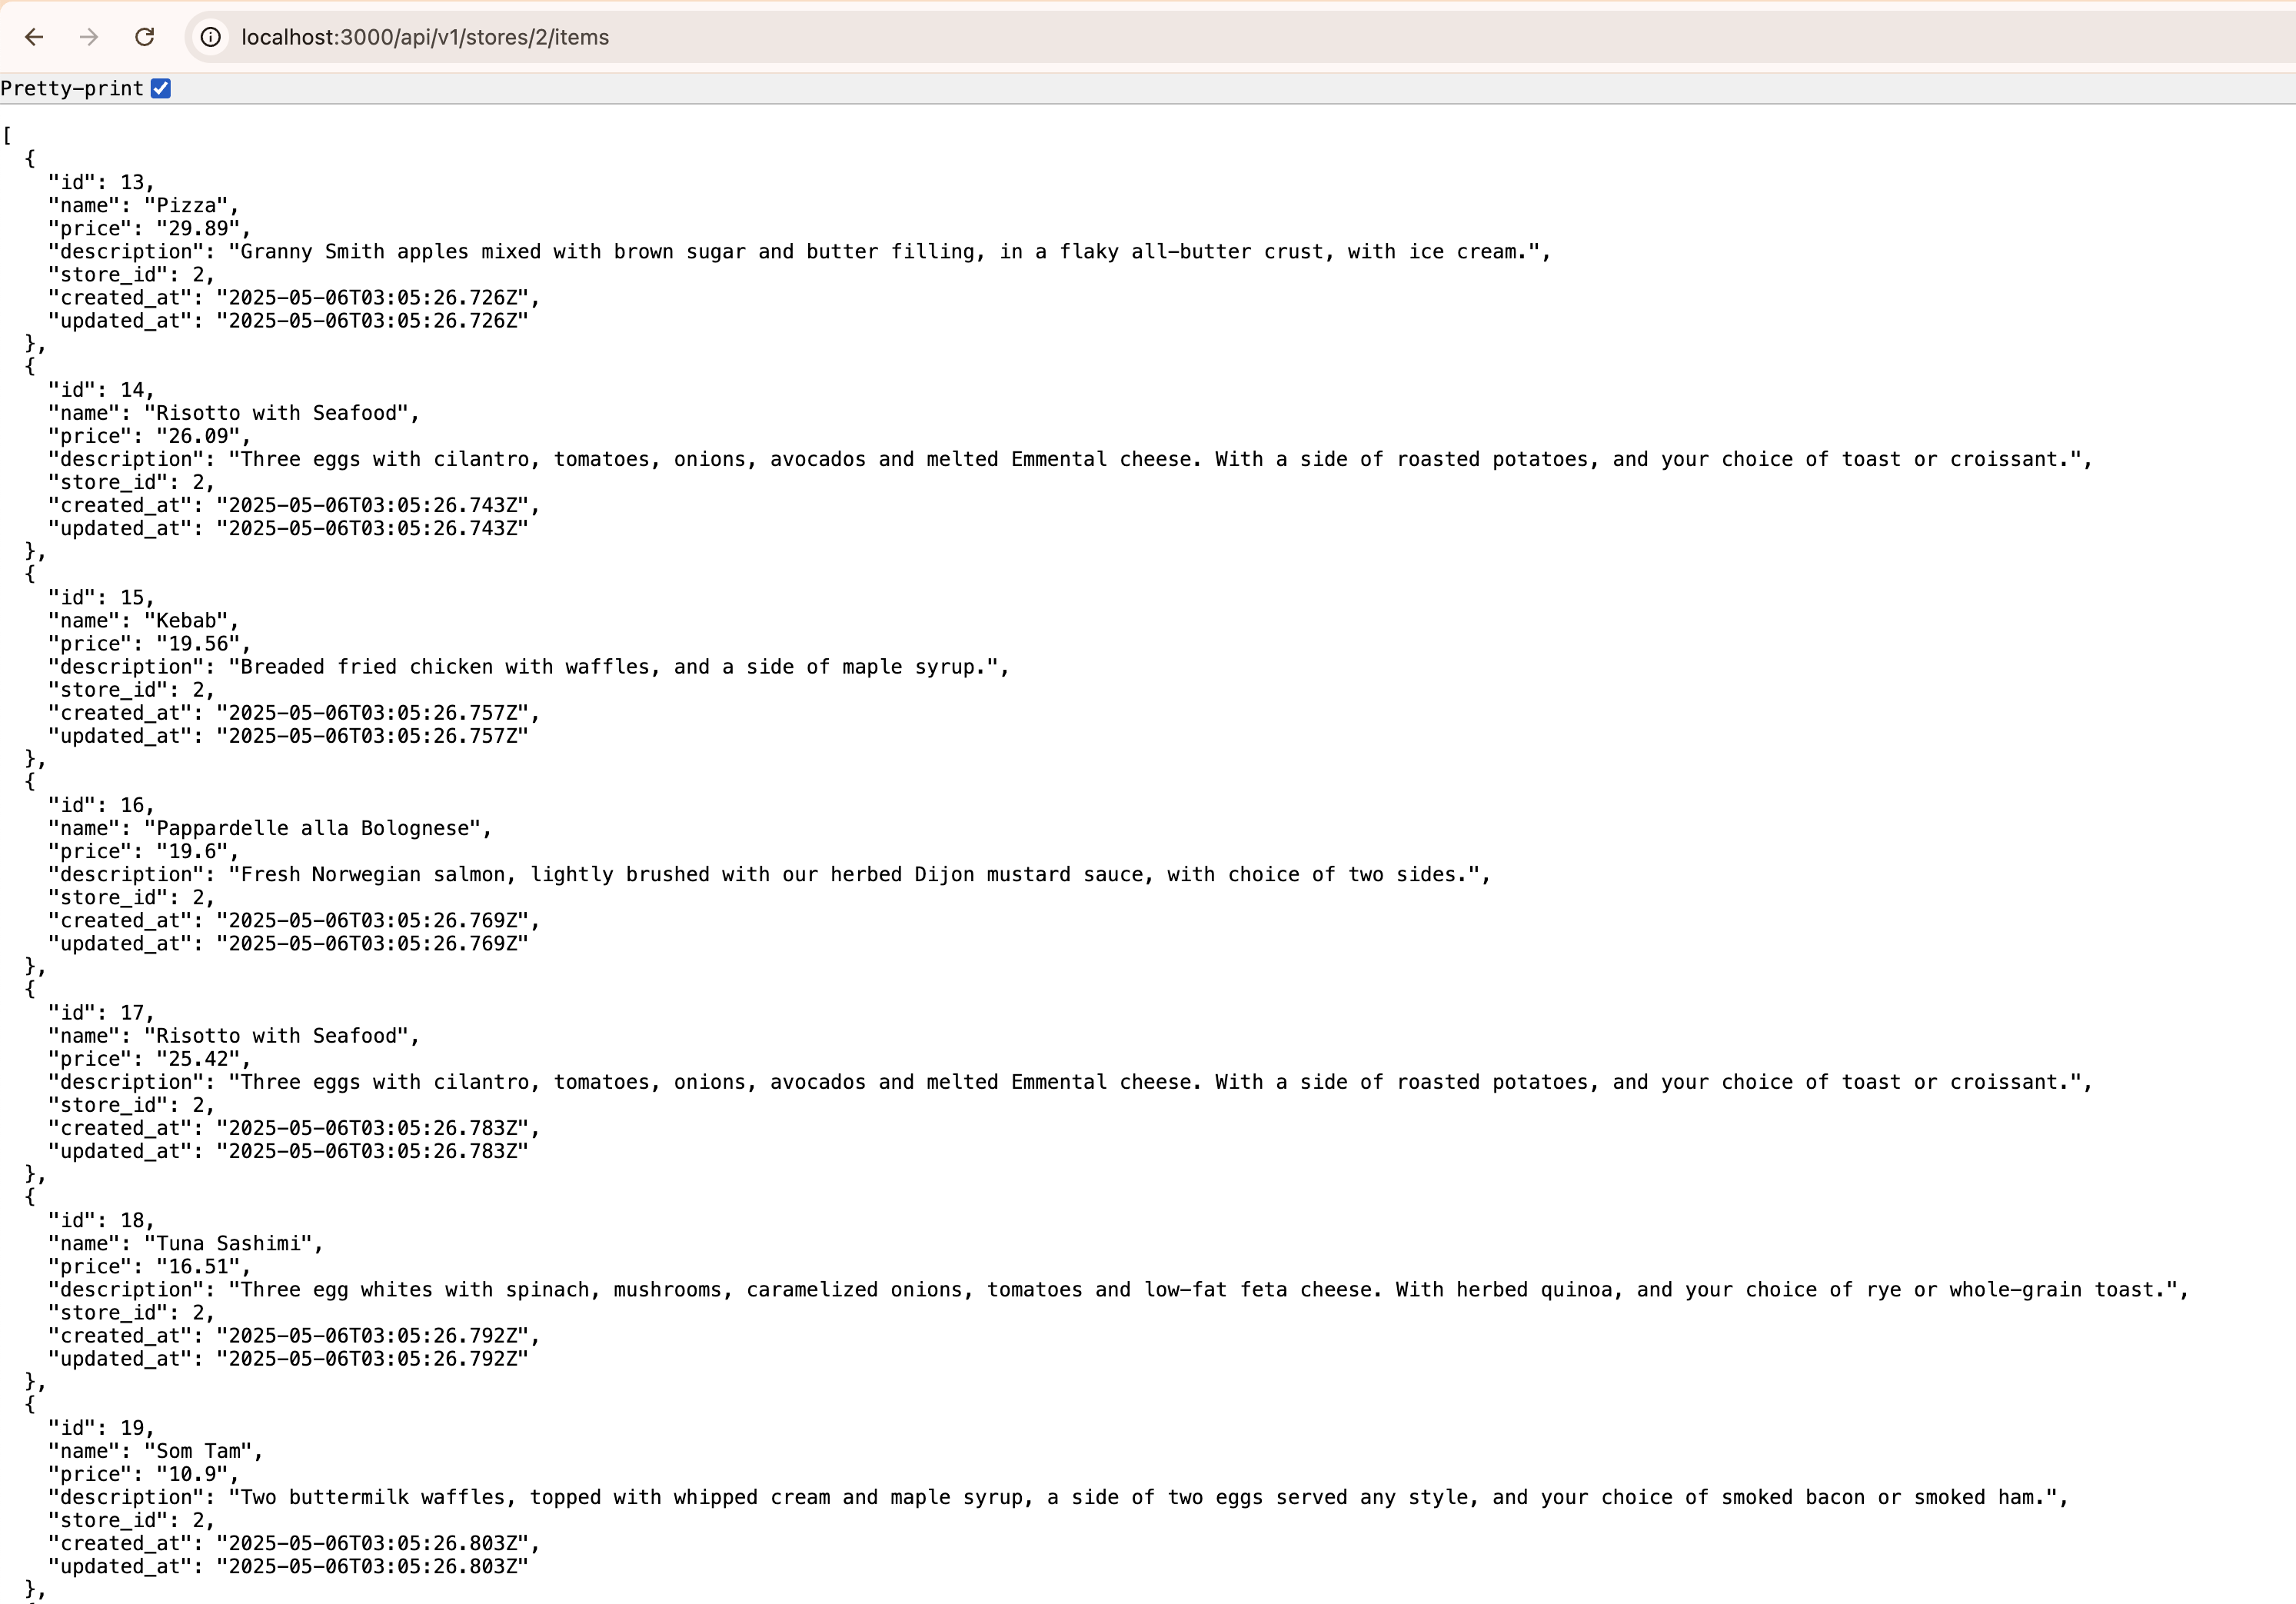 localhost:3000/api/v1/stores/2/items
Pretty-print
[
  {
    "id": 13,
    "name": "Pizza",
    "price": "29.89",
    "description": "Granny Smith apples mixed with brown sugar and butter filling, in a flaky all-butter crust, with ice cream.",
    "store_id": 2,
    "created_at": "2025-05-06T03:05:26.726Z",
    "updated_at": "2025-05-06T03:05:26.726Z"
  },
  {
    "id": 14,
    "name": "Risotto with Seafood",
    "price": "26.09",
    "description": "Three eggs with cilantro, tomatoes, onions, avocados and melted Emmental cheese. With a side of roasted potatoes, and your choice of toast or croissant.",
    "store_id": 2,
    "created_at": "2025-05-06T03:05:26.743Z",
    "updated_at": "2025-05-06T03:05:26.743Z"
  },
  {
    "id": 15,
    "name": "Kebab",
    "price": "19.56",
    "description": "Breaded fried chicken with waffles, and a side of maple syrup.",
    "store_id": 2,
    "created_at": "2025-05-06T03:05:26.757Z",
    "updated_at": "2025-05-06T03:05:26.757Z"
  },
  {
    "id": 16,
    "name": "Pappardelle alla Bolognese",
    "price": "19.6",
    "description": "Fresh Norwegian salmon, lightly brushed with our herbed Dijon mustard sauce, with choice of two sides.",
    "store_id": 2,
    "created_at": "2025-05-06T03:05:26.769Z",
    "updated_at": "2025-05-06T03:05:26.769Z"
  },
  {
    "id": 17,
    "name": "Risotto with Seafood",
    "price": "25.42",
    "description": "Three eggs with cilantro, tomatoes, onions, avocados and melted Emmental cheese. With a side of roasted potatoes, and your choice of toast or croissant.",
    "store_id": 2,
    "created_at": "2025-05-06T03:05:26.783Z",
    "updated_at": "2025-05-06T03:05:26.783Z"
  },
  {
    "id": 18,
    "name": "Tuna Sashimi",
    "price": "16.51",
    "description": "Three egg whites with spinach, mushrooms, caramelized onions, tomatoes and low-fat feta cheese. With herbed quinoa, and your choice of rye or whole-grain toast.",
    "store_id": 2,
    "created_at": "2025-05-06T03:05:26.792Z",
    "updated_at": "2025-05-06T03:05:26.792Z"
  },
  {
    "id": 19,
    "name": "Som Tam",
    "price": "10.9",
    "description": "Two buttermilk waffles, topped with whipped cream and maple syrup, a side of two eggs served any style, and your choice of smoked bacon or smoked ham.",
    "store_id": 2,
    "created_at": "2025-05-06T03:05:26.803Z",
    "updated_at": "2025-05-06T03:05:26.803Z"
  },